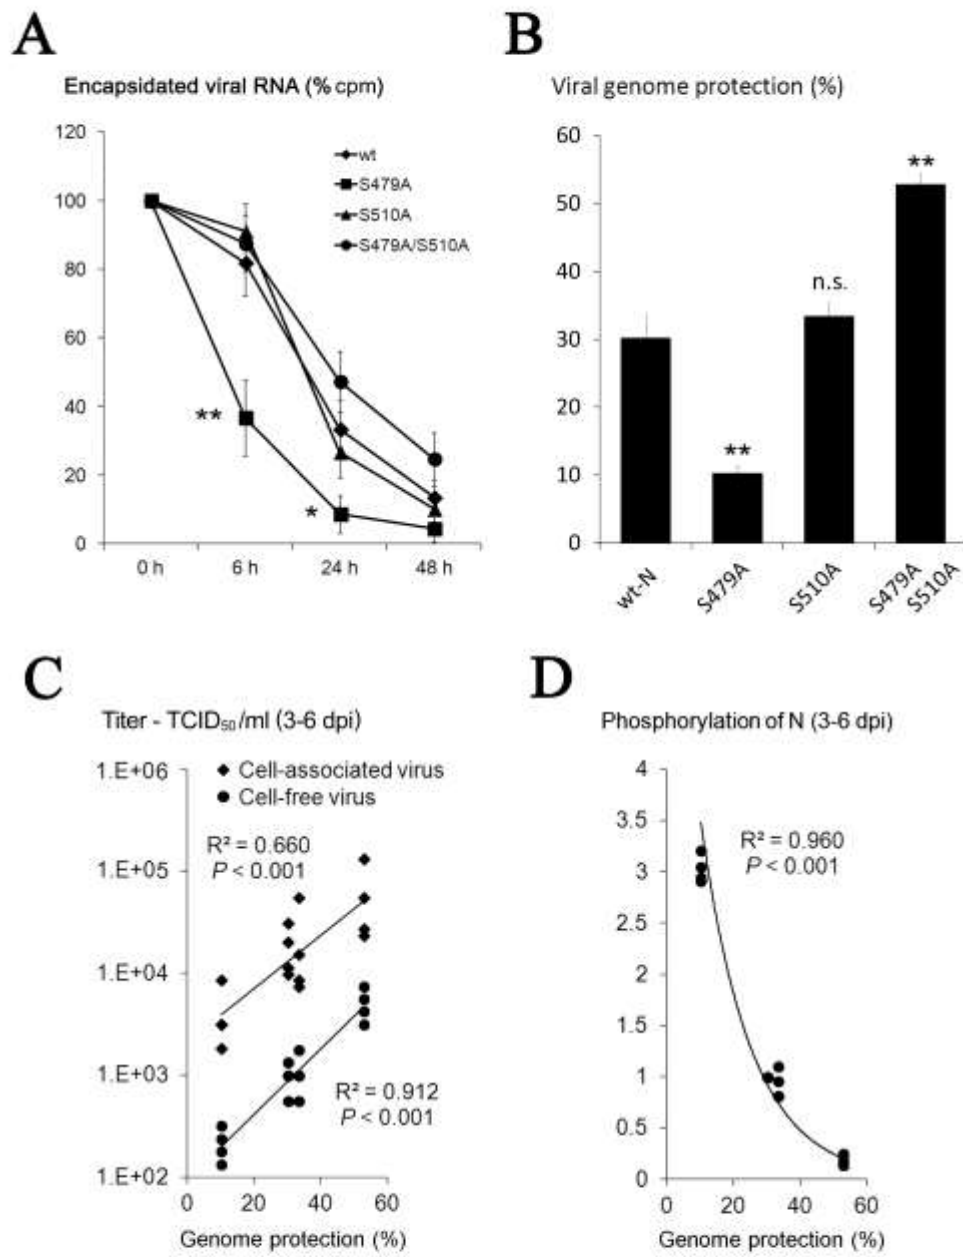 A
Encapsidated viral RNA (% cpm)
120
100
80
60
40
20
0
0 h
6 h
24 h
48 h
wt
S479A
S510A
S479A/S510A
**
*
B
Viral genome protection (%)
60
50
40
30
20
10
0
**
n.s.
**
wt-N
S479A
S510A
S479A
S510A
C
Titer - TCID₅₀/ml (3-6 dpi)
1.E+06
1.E+05
1.E+04
1.E+03
1.E+02
Cell-associated virus
Cell-free virus
R² = 0.660
P < 0.001
R² = 0.912
P < 0.001
0 20 40 60
Genome protection (%)
D
Phosphorylation of N (3-6 dpi)
4
3.5
3
2.5
2
1.5
1
0.5
0
R² = 0.960
P < 0.001
0 20 40 60
Genome protection (%)